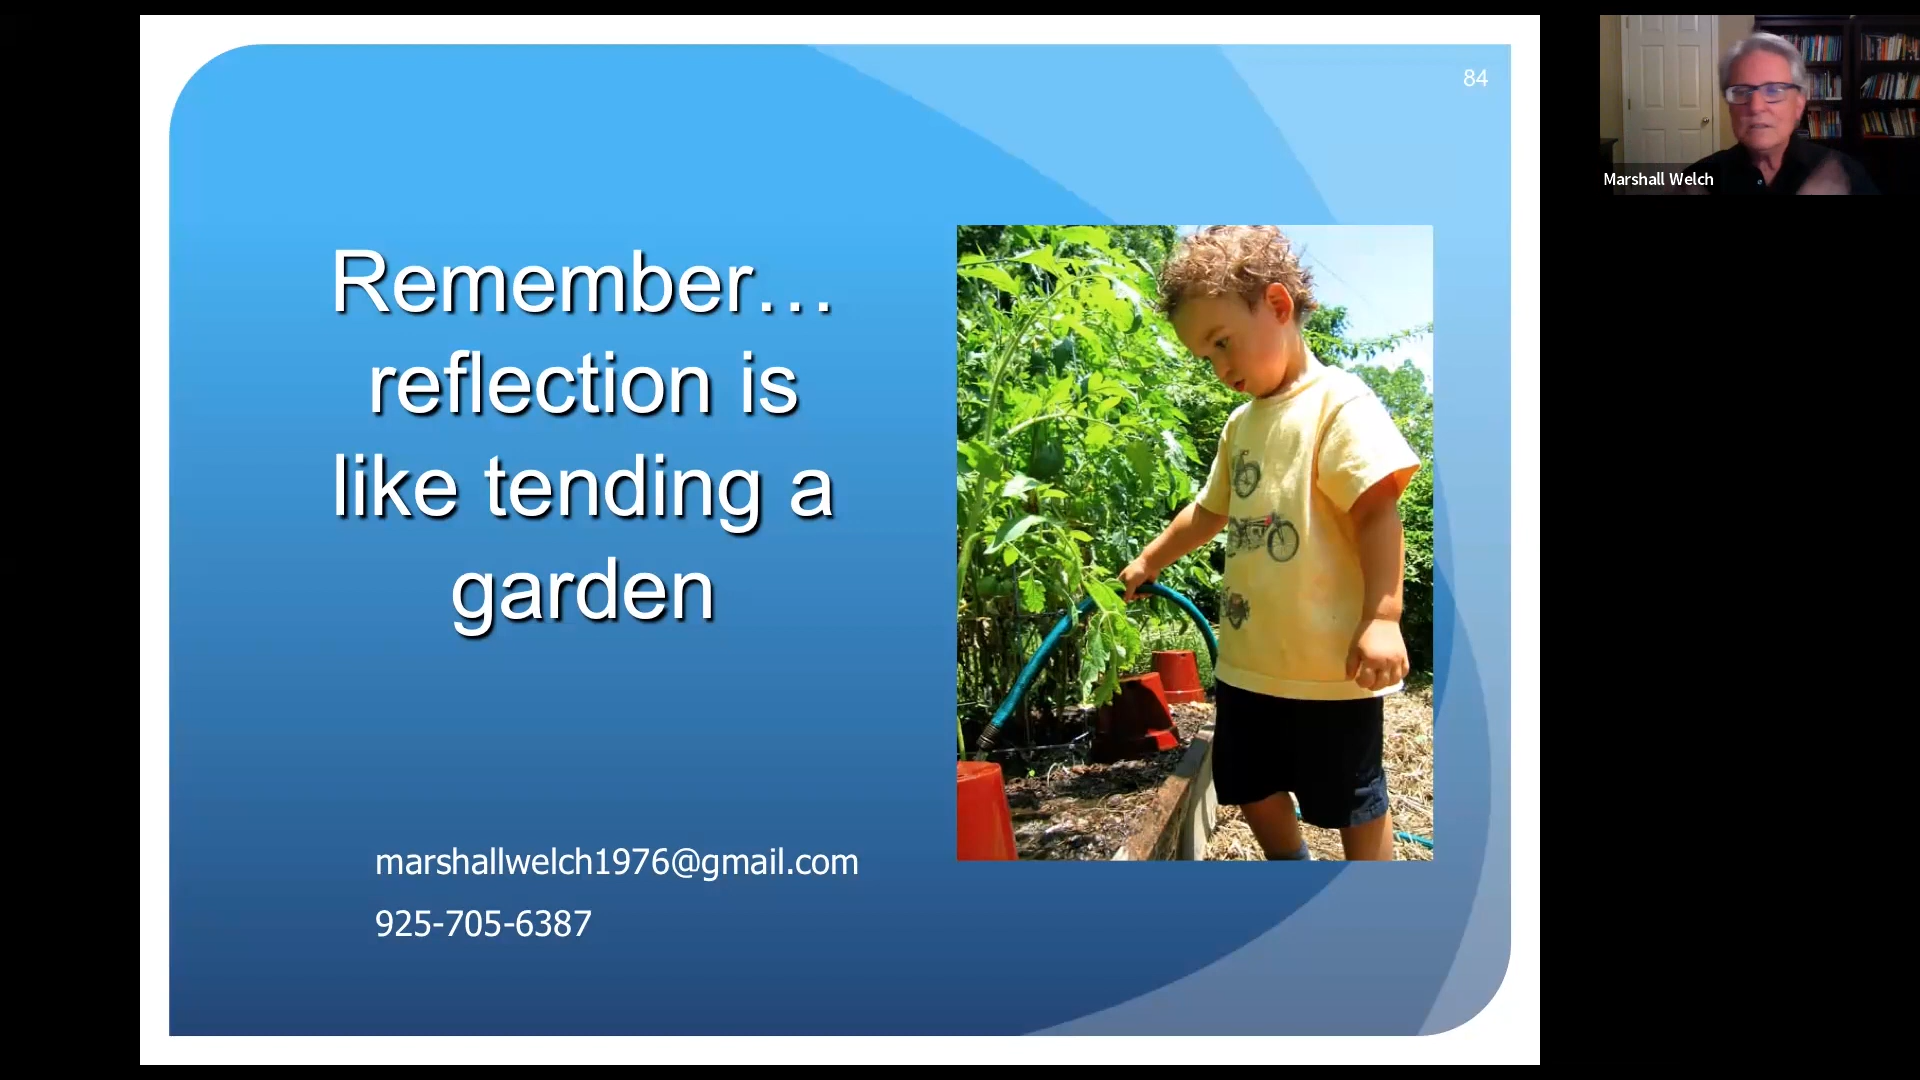 84
Remember…
reflection is
like tending a
garden
marshallwelch1976@gmail.com
925-705-6387
Marshall Welch